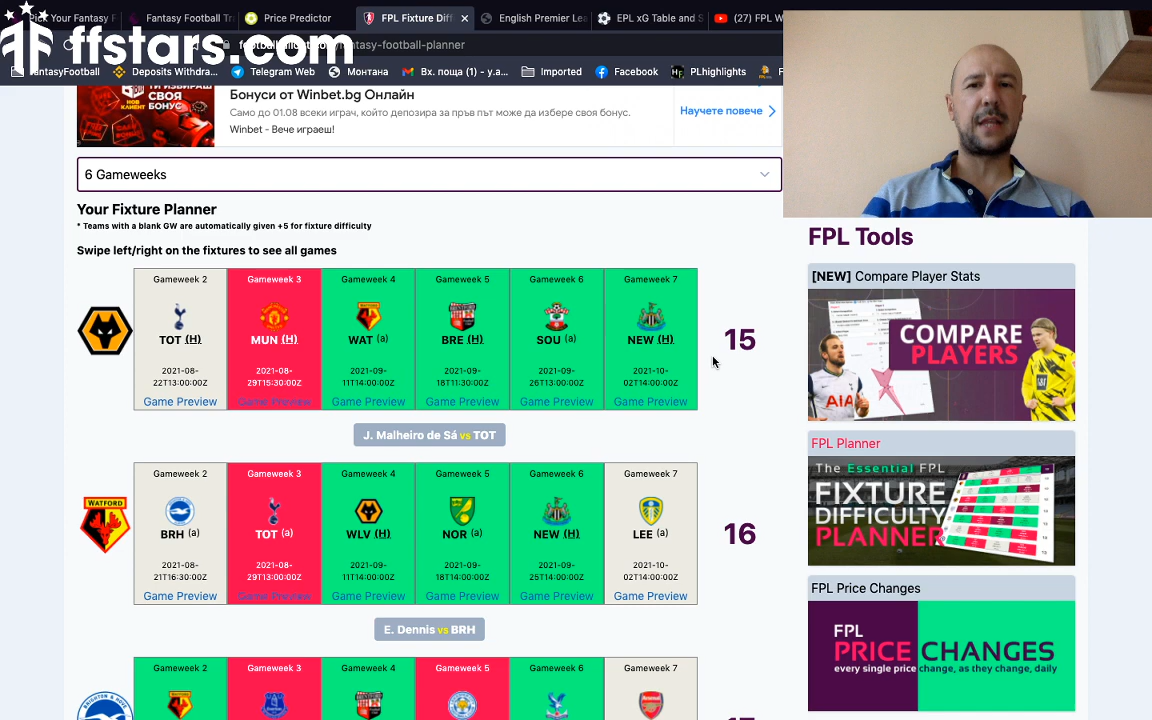 Pick Your Fantasy F
Fantasy Football Tr
Price Predictor
FPL Fixture Diff
English Premier Lea
EPL xG Table and S
(27) FPL W
ffstars.com
/fantasy-football-planner
FantasyFootball
Deposits Withdra...
Telegram Web
Монтана
Вх. поща (1) - y.a...
Imported
Facebook
PLhighlights
НОВ КЛИЕНТ
ТИ ИЗБИРАШ
СВОЯ
БОНУС
Бонуси от Winbet.bg Онлайн
Само до 01.08 всеки играч, който депозира за пръв път може да избере своя бонус.
Winbet - Вече играеш!
Научете повече
6 Gameweeks
Your Fixture Planner
* Teams with a blank GW are automatically given +5 for fixture difficulty
Swipe left/right on the fixtures to see all games
Gameweek 2 Gameweek 3 Gameweek 4 Gameweek 5 Gameweek 6 Gameweek 7
TOT (H) MUN (H) WAT (a) BRE (H) SOU (a) NEW (H) 15
2021-08- 2021-08- 2021-09- 2021-09- 2021-09- 2021-10-
22T13:00:00Z 29T15:30:00Z 11T14:00:00Z 18T11:30:00Z 26T13:00:00Z 02T14:00:00Z
Game Preview Game Preview Game Preview Game Preview Game Preview Game Preview
J. Malheiro de Sá vs TOT
Gameweek 2 Gameweek 3 Gameweek 4 Gameweek 5 Gameweek 6 Gameweek 7
WATFORD
BRH (a) TOT (a) WLV (H) NOR (a) NEW (H) LEE (a) 16
2021-08- 2021-08- 2021-09- 2021-09- 2021-09- 2021-10-
21T16:30:00Z 29T13:00:00Z 11T14:00:00Z 18T14:00:00Z 25T14:00:00Z 02T14:00:00Z
Game Preview Game Preview Game Preview Game Preview Game Preview Game Preview
E. Dennis vs BRH
Gameweek 2 Gameweek 3 Gameweek 4 Gameweek 5 Gameweek 6 Gameweek 7
FPL Tools
[NEW] Compare Player Stats
COMPARE
PLAYERS
AIA
FPL Planner
The Essential FPL
FIXTURE
DIFFICULTY
PLANNER
FPL Price Changes
FPL
PRICE CHANGES
every single price change, as they change, daily